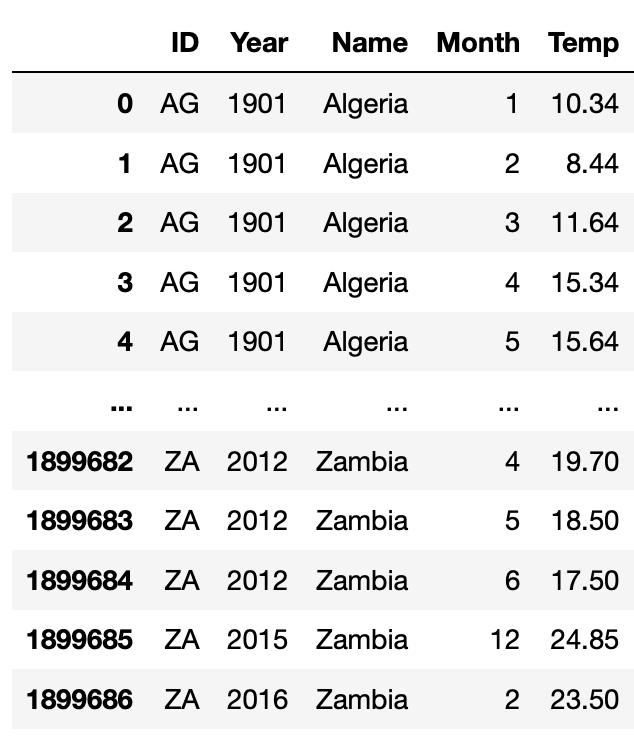 ID Year Name Month Temp
0 AG 1901 Algeria 1 10.34
1 AG 1901 Algeria 2 8.44
2 AG 1901 Algeria 3 11.64
3 AG 1901 Algeria 4 15.34
4 AG 1901 Algeria 5 15.64
... ... ... ... ... ...
1899682 ZA 2012 Zambia 4 19.70
1899683 ZA 2012 Zambia 5 18.50
1899684 ZA 2012 Zambia 6 17.50
1899685 ZA 2015 Zambia 12 24.85
1899686 ZA 2016 Zambia 2 23.50